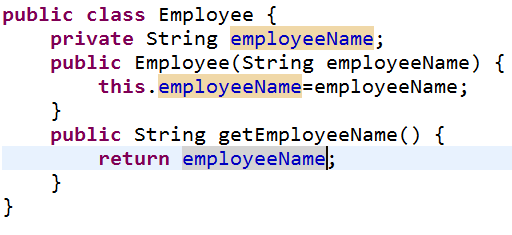 public class Employee {
    private String employeeName;
    public Employee(String employeeName) {
        this.employeeName=employeeName;
    }
    public String getEmployeeName() {
        return employeeName;
    }
}